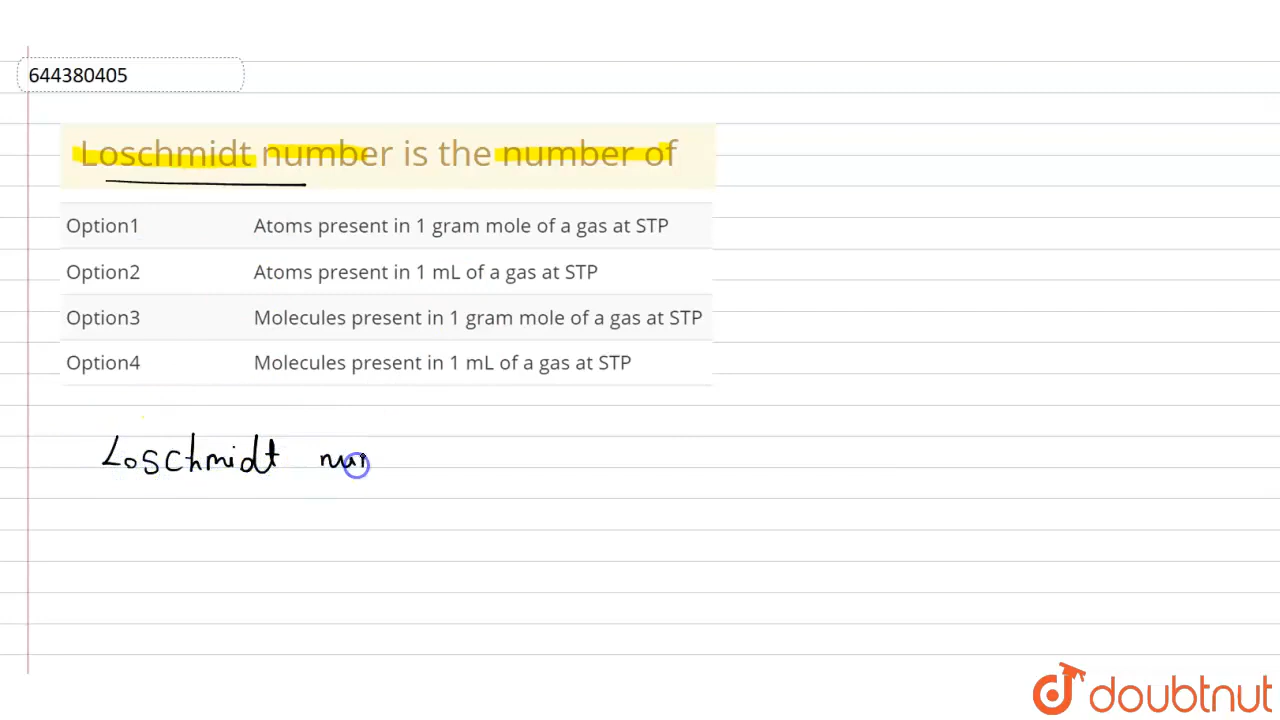 644380405
Loschmidt number is the number of
Option1 Atoms present in 1 gram mole of a gas at STP
Option2 Atoms present in 1 mL of a gas at STP
Option3 Molecules present in 1 gram mole of a gas at STP
Option4 Molecules present in 1 mL of a gas at STP
Loschmidt
doubtnut